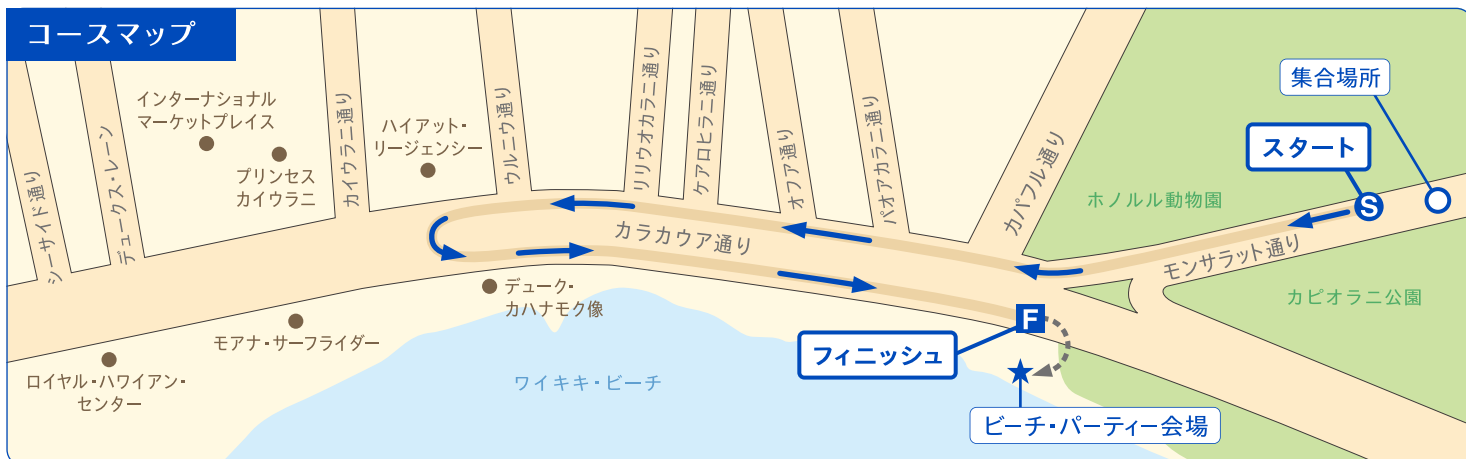 コースマップ
シーサイド通り
デュークス・レーン
インターナショナル
マーケットプレイス
プリンセス
カイウラニ
カイウラニ通り
ハイアット・
リージェンシー
ウルニウ通り
リリウオカラニ通り
ケアロヒラニ通り
オフア通り
パオアカラニ通り
カパフル通り
集合場所
スタート
S
ホノルル動物園
モンサラット通り
カピオラニ公園
カラカウア通り
デューク・
カハナモク像
モアナ・サーフライダー
ロイヤル・ハワイアン・
センター
ワイキキ・ビーチ
F
フィニッシュ
ビーチ・パーティー会場